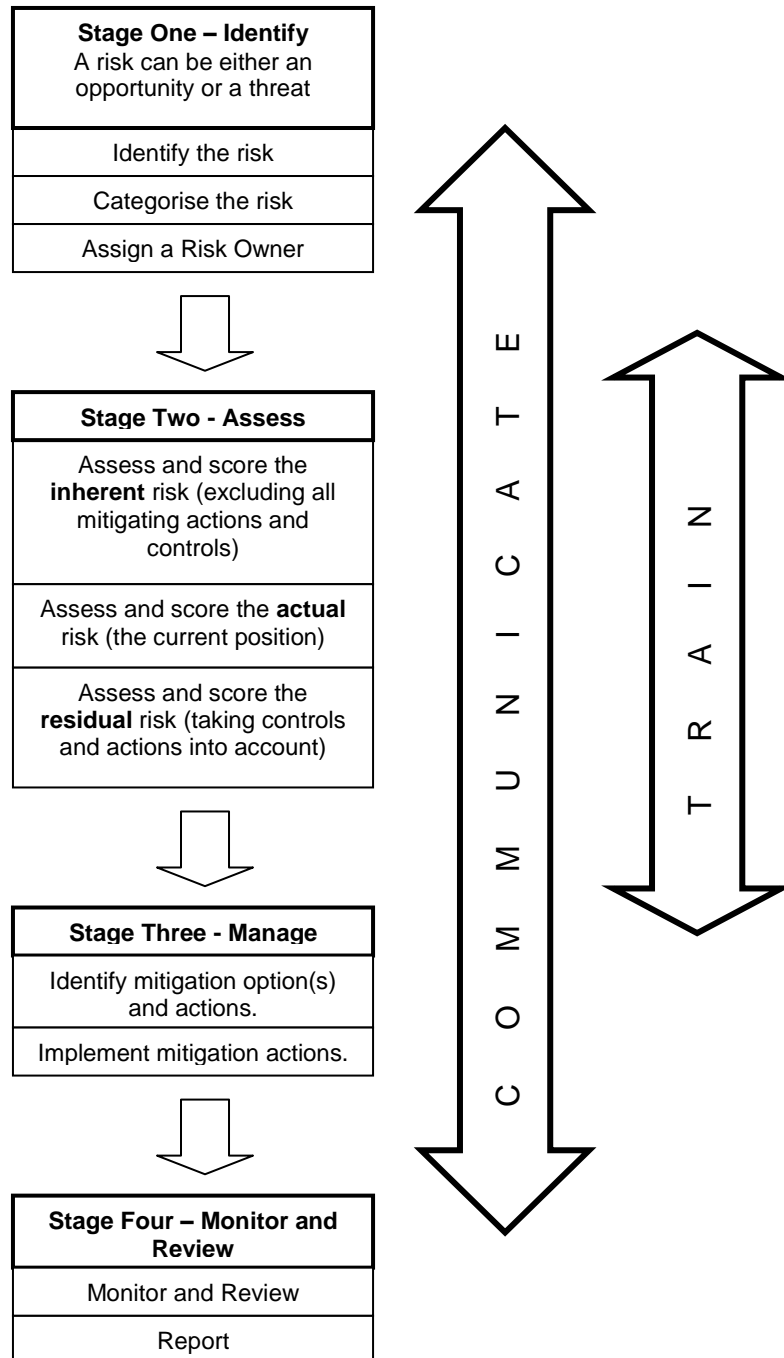 Stage One – Identify
A risk can be either an
opportunity or a threat
Identify the risk
Categorise the risk
Assign a Risk Owner
Stage Two - Assess
Assess and score the
inherent risk (excluding all
mitigating actions and
controls)
Assess and score the actual
risk (the current position)
Assess and score the
residual risk (taking controls
and actions into account)
Stage Three - Manage
Identify mitigation option(s)
and actions.
Implement mitigation actions.
Stage Four – Monitor and
Review
Monitor and Review
Report
C O M M U N I C A T E
T R A I N